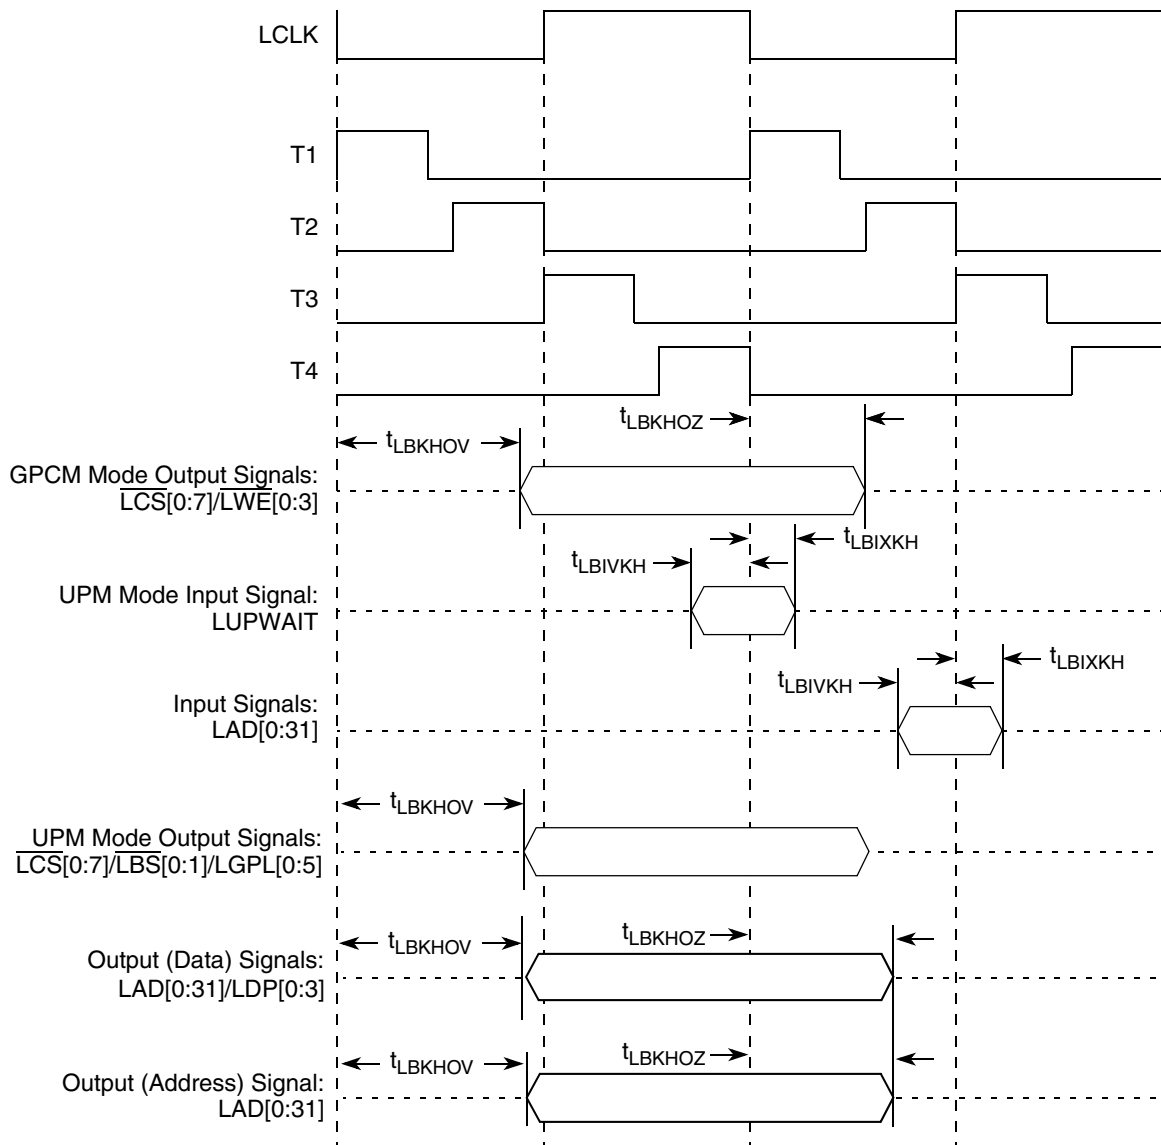 LCLK
T1
T2
T3
T4
tLBKHOZ
tLBKHOV
GPCM Mode Output Signals:
LCS[0:7]/LWE[0:3]
tLBIXKH
tLBIVKH
UPM Mode Input Signal:
LUPWAIT
tLBIXKH
tLBIVKH
Input Signals:
LAD[0:31]
tLBKHOV
UPM Mode Output Signals:
LCS[0:7]/LBS[0:1]/LGPL[0:5]
tLBKHOV
tLBKHOZ
Output (Data) Signals:
LAD[0:31]/LDP[0:3]
tLBKHOV
tLBKHOZ
Output (Address) Signal:
LAD[0:31]